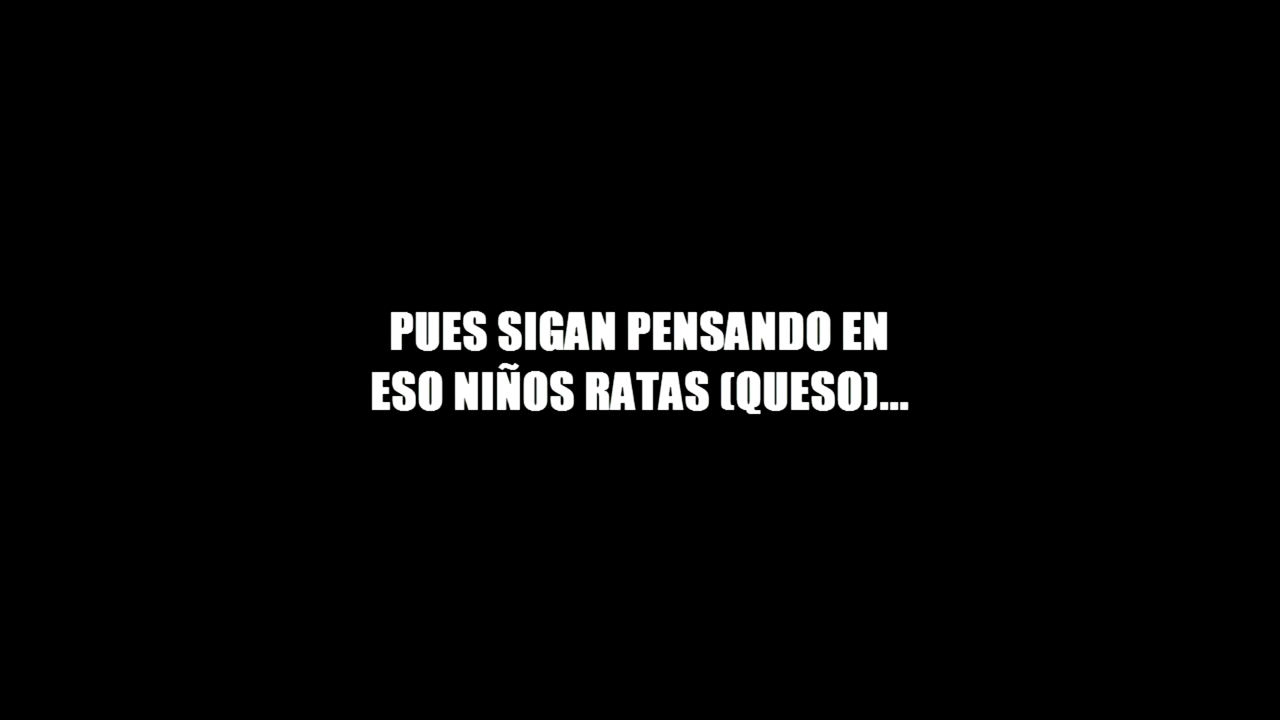 PUES SIGAN PENSANDO EN
ESO NIÑOS RATAS (QUESO)...